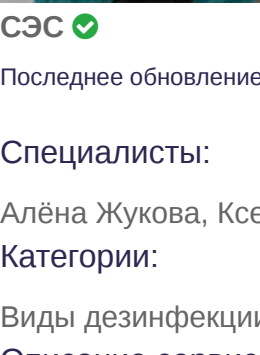 СЭС
Последнее обновление
Специалисты:
Алёна Жукова,
Категории:
Виды дезинфекции